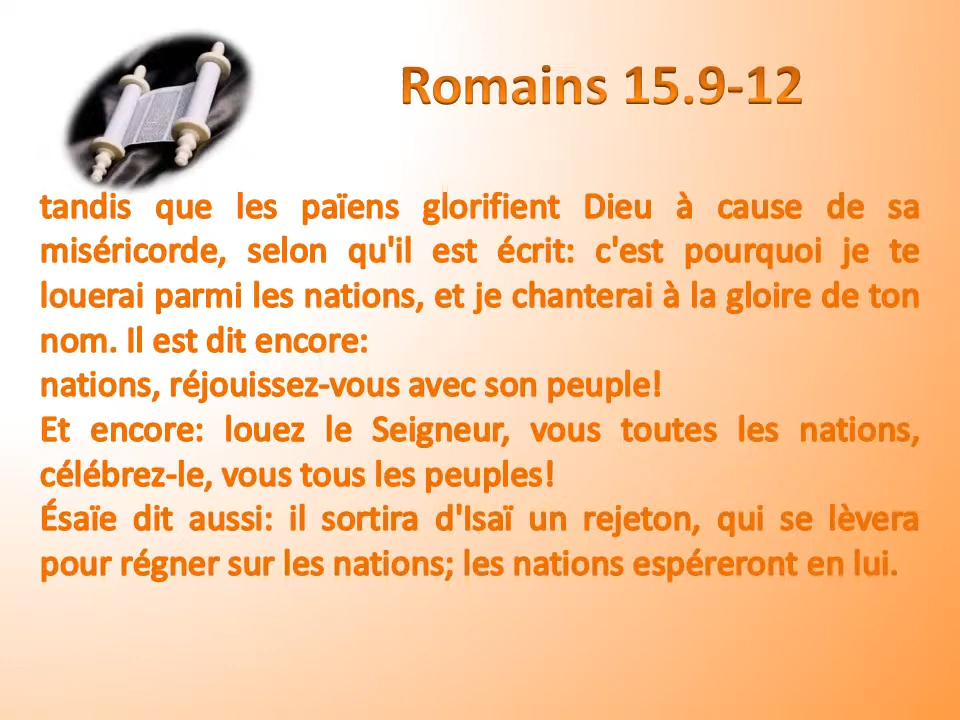 Romains 15.9-12
tandis que les païens glorifient Dieu à cause de sa
miséricorde, selon qu'il est écrit: c'est pourquoi je te
louerai parmi les nations, et je chanterai à la gloire de ton
nom. Il est dit encore:
nations, réjouissez-vous avec son peuple!
Et encore: louez le Seigneur, vous toutes les nations,
célébrez-le, vous tous les peuples!
Ésaïe dit aussi: il sortira d'Isaï un rejeton, qui se lèvera
pour régner sur les nations; les nations espéreront en lui.